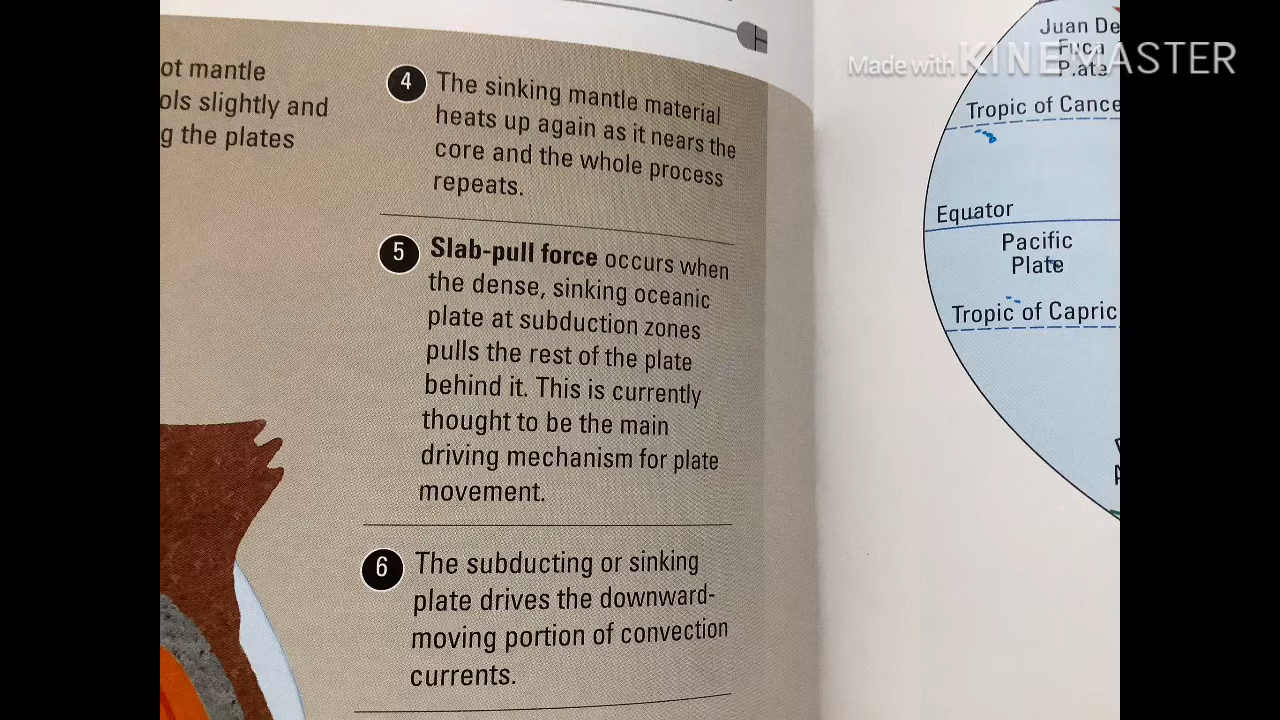 ot mantle
ols slightly and
g the plates
4 The sinking mantle material
heats up again as it nears the
core and the whole process
repeats.
5 Slab-pull force occurs when
the dense, sinking oceanic
plate at subduction zones
pulls the rest of the plate
behind it. This is currently
thought to be the main
driving mechanism for plate
movement.
6 The subducting or sinking
plate drives the downward-
moving portion of convection
currents.
Juan De
Fuca
Plate
Tropic of Cance
Equator
Pacific
Plate
Tropic of Capric
Made with KINEMASTER